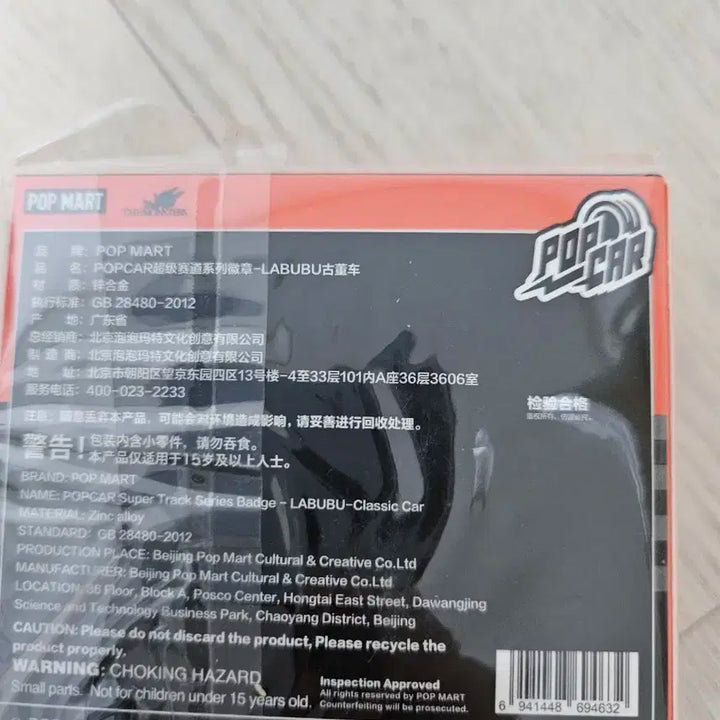 POP MART
THE MONSTERS
POP CAR
品 牌: POP MART
品 名: POPCAR超级赛道系列徽章-LABUBU古董车
材 质: 锌合金
执行标准: GB 28480-2012
产 地: 广东省
总经销商: 北京泡泡玛特文化创意有限公司
制 造 商: 北京泡泡玛特文化创意有限公司
地 址: 北京市朝阳区望京东园四区13号楼-4至33层101内A座36层3606室
服务电话: 400-023-2233
检验合格
版权所有, 仿冒必究。
注意: 随意丢弃本产品, 可能会对环境造成影响, 请妥善进行回收处理。
警告! 包装内含小零件, 请勿吞食。
本产品仅适用于15岁及以上人士。
BRAND: POP MART
NAME: POPCAR Super Track Series Badge - LABUBU-Classic Car
MATERIAL: Zinc alloy
STANDARD: GB 28480-2012
PRODUCTION PLACE: Beijing Pop Mart Cultural & Creative Co.Ltd
MANUFACTURER: Beijing Pop Mart Cultural & Creative Co.Ltd
LOCATION: 36 Floor, Block A, Posco Center, Hongtai East Street, Dawangjing
Science and Technology Business Park, Chaoyang District, Beijing
CAUTION: Please do not discard the product, Please recycle the
product properly.
WARNING: CHOKING HAZARD
Small parts. Not for children under 15 years old.
Inspection Approved
All rights reserved by POP MART
Counterfeiting will be prosecuted.
6 941448 694632